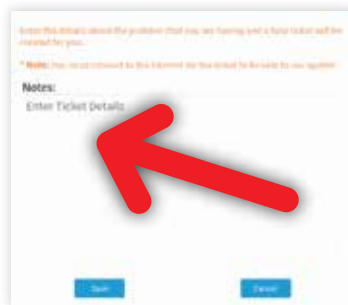 Enter the details about the problem that you are having and a new ticket will be
created for you.
* Note: You must connect to the internet for the ticket to be sent to our system.
Notes:
Enter Ticket Details
Save
Cancel